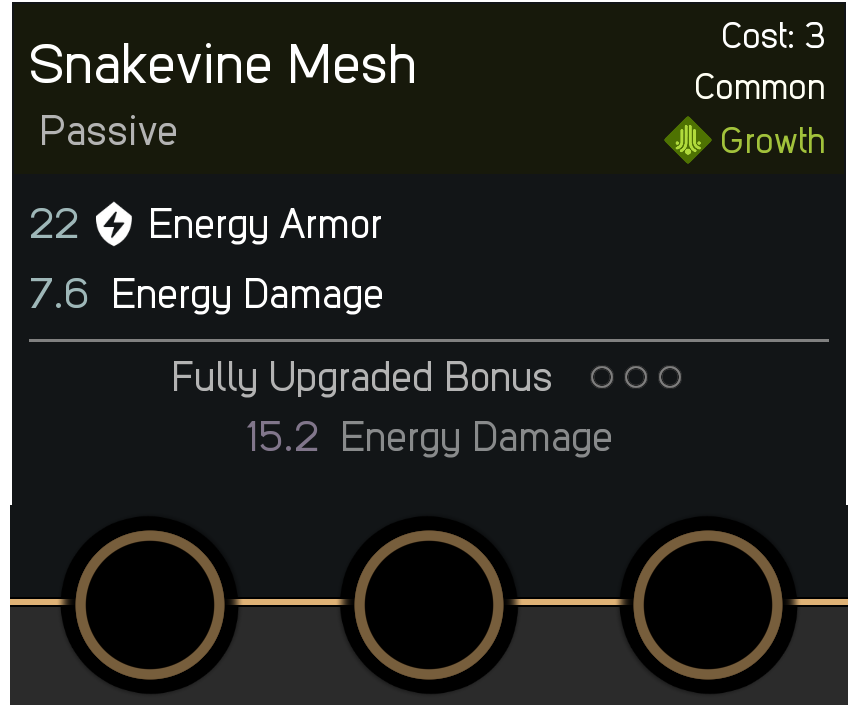 Snakevine Mesh
Cost: 3
Common
Passive
Growth
22 Energy Armor
7.6 Energy Damage
Fully Upgraded Bonus
15.2 Energy Damage